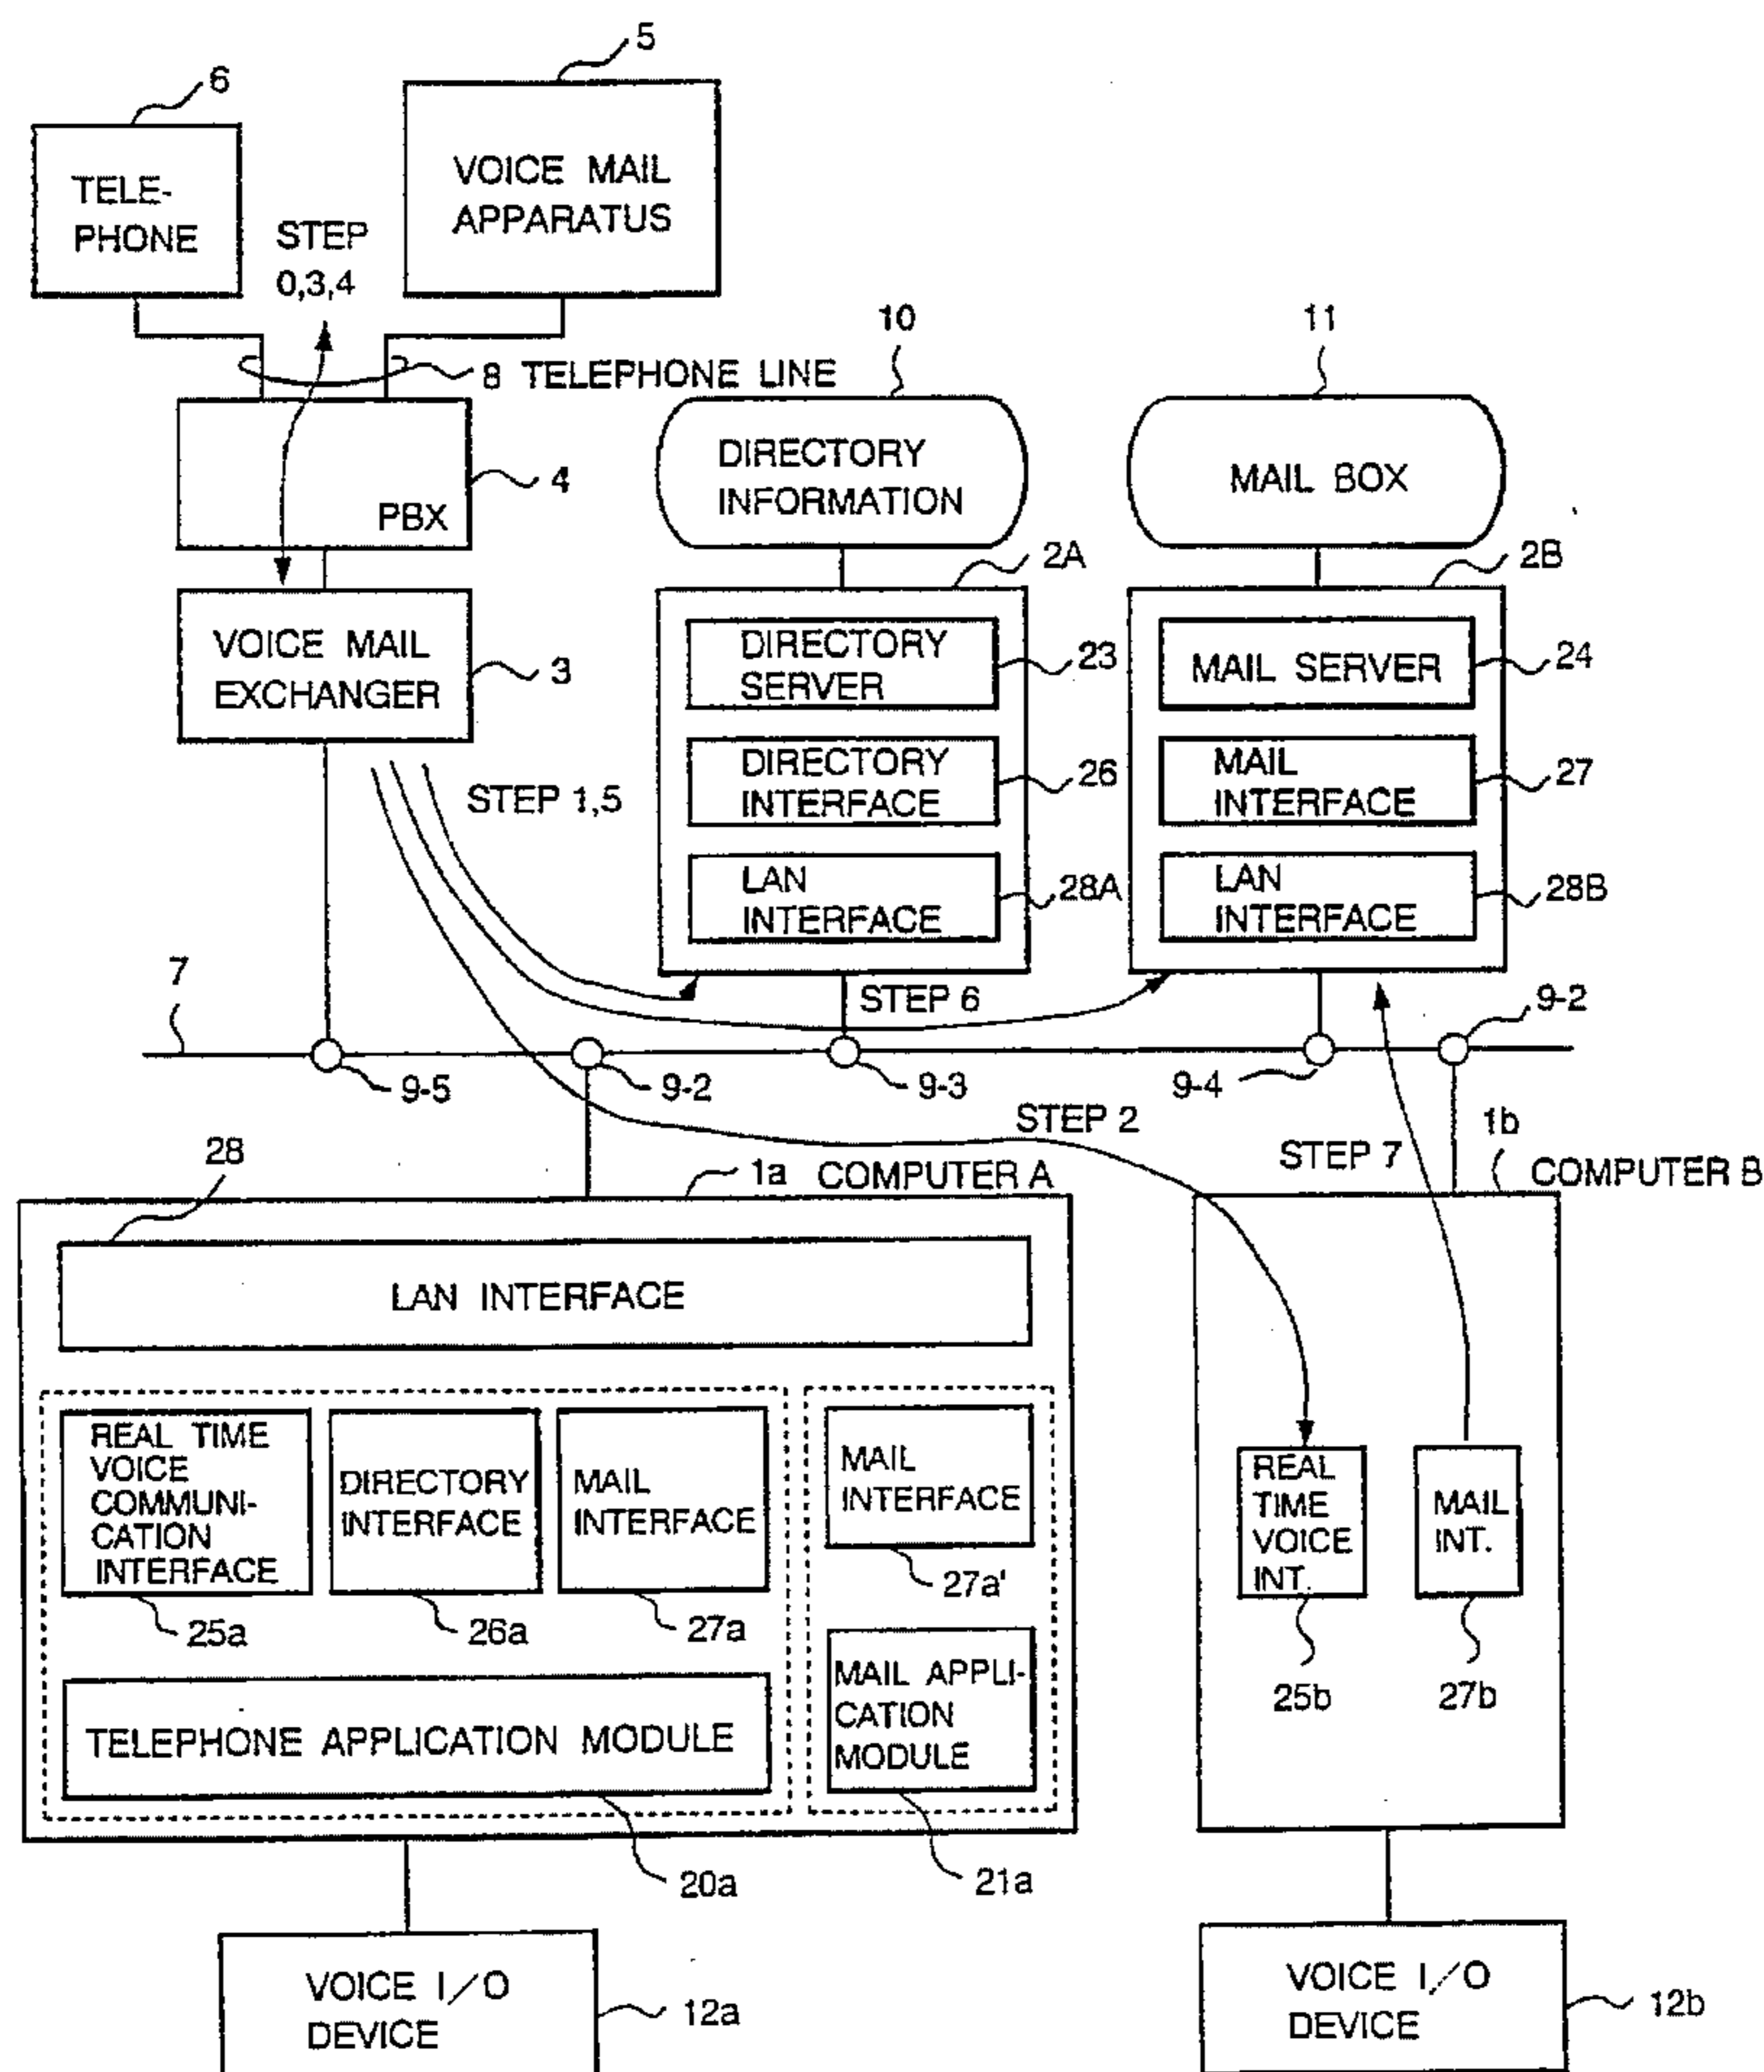 5
6
VOICE MAIL
APPARATUS
TELE-
PHONE
STEP
0,3,4
10
11
8 TELEPHONE LINE
DIRECTORY
INFORMATION
MAIL BOX
4
PBX
2A
2B
VOICE MAIL
EXCHANGER
3
DIRECTORY
SERVER
23
MAIL SERVER
24
DIRECTORY
INTERFACE
26
MAIL
INTERFACE
27
STEP 1,5
LAN
INTERFACE
28A
LAN
INTERFACE
28B
7
STEP 6
9-2
9-5
9-2
9-3
9-4
STEP 2
1b
28
1a COMPUTER A
STEP 7
COMPUTER B
LAN INTERFACE
REAL TIME
VOICE
COMMUNI-
CATION
INTERFACE
DIRECTORY
INTERFACE
MAIL
INTERFACE
MAIL
INTERFACE
REAL
TIME
VOICE
INT.
MAIL
INT.
25a
26a
27a
27a'
TELEPHONE APPLICATION MODULE
MAIL APPLI-
CATION
MODULE
25b
27b
20a
21a
VOICE I/O
DEVICE
12a
VOICE I/O
DEVICE
12b